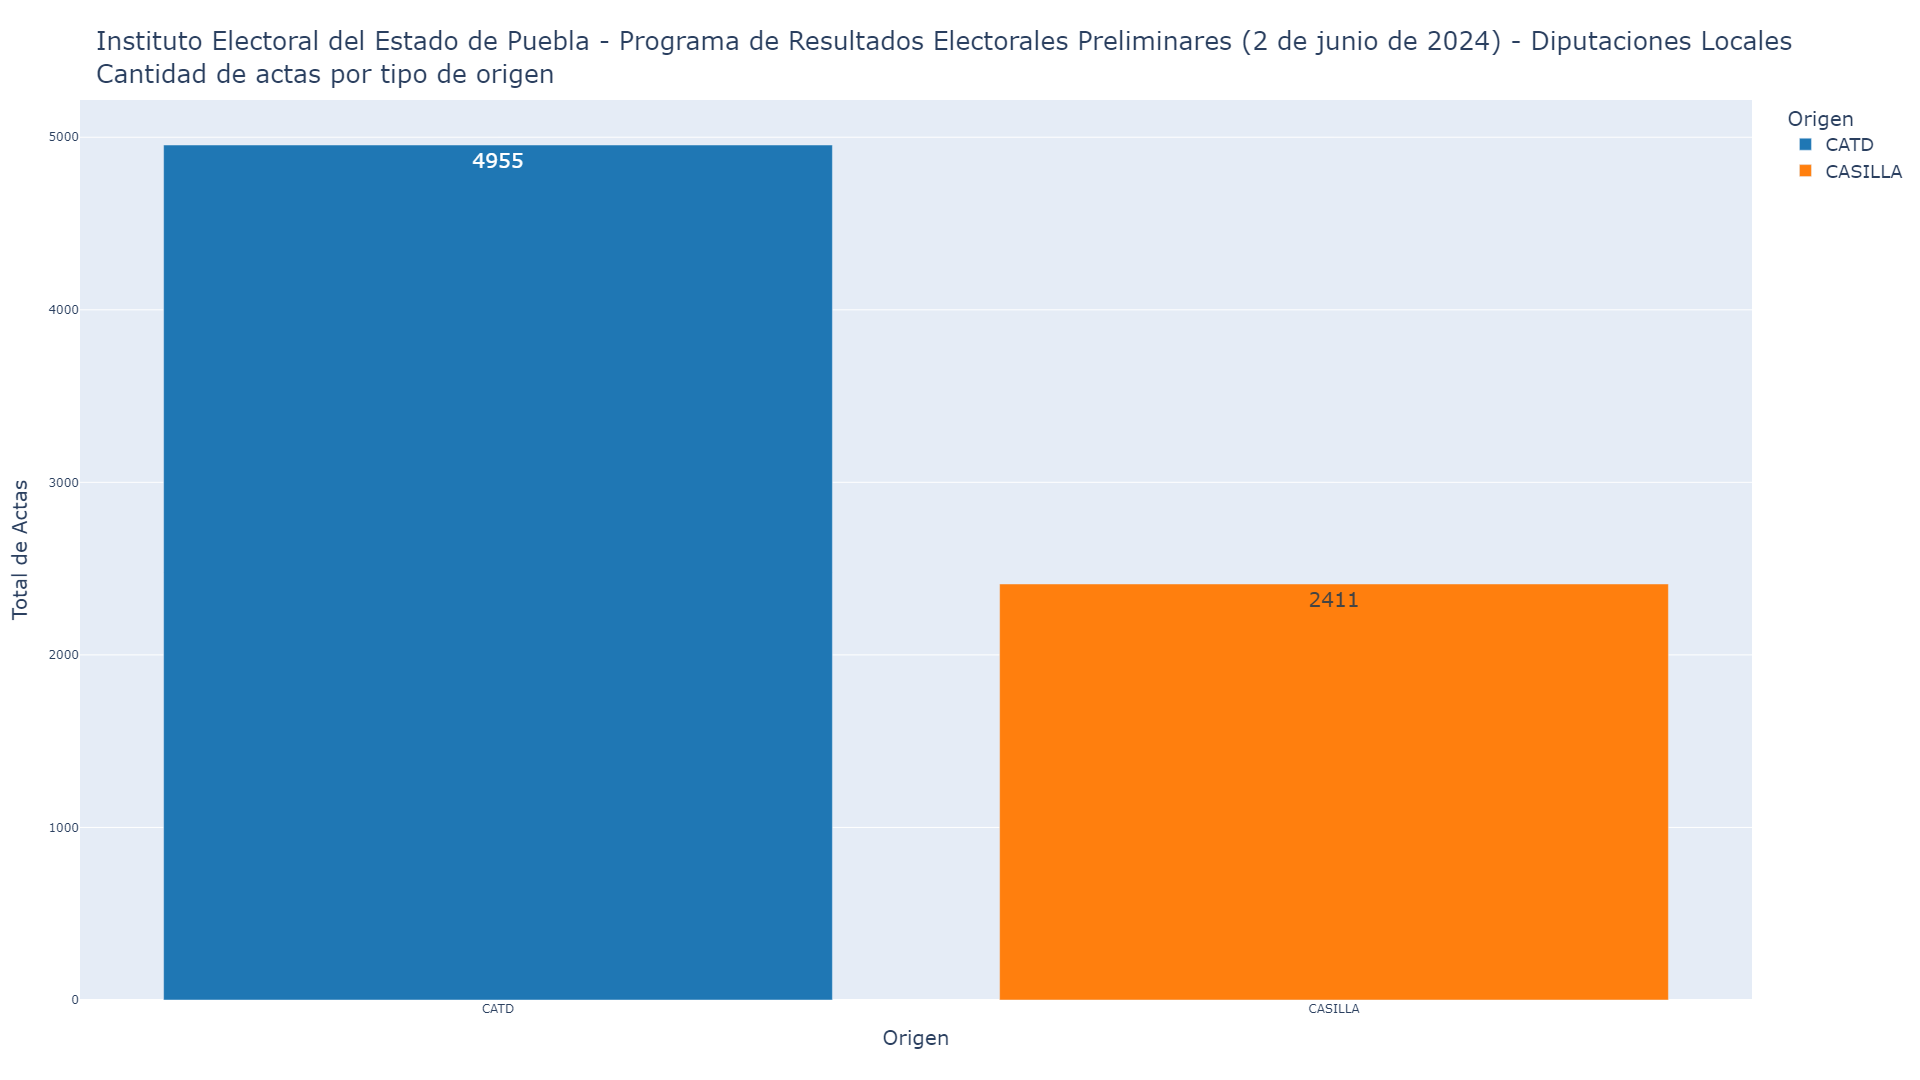 Instituto Electoral del Estado de Puebla - Programa de Resultados Electorales Preliminares (2 de junio de 2024) - Diputaciones Locales
Cantidad de actas por tipo de origen
Origen
CATD
CASILLA
Total de Actas
5000
4000
3000
2000
1000
0
4955
2411
CATD
CASILLA
Origen